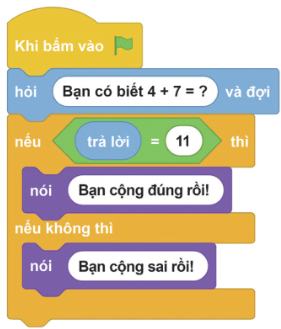 Khi bấm vào
hỏi Bạn có biết 4 + 7 = ? và đợi
nếu trả lời = 11 thì
nói Bạn cộng đúng rồi!
nếu không thì
nói Bạn cộng sai rồi!